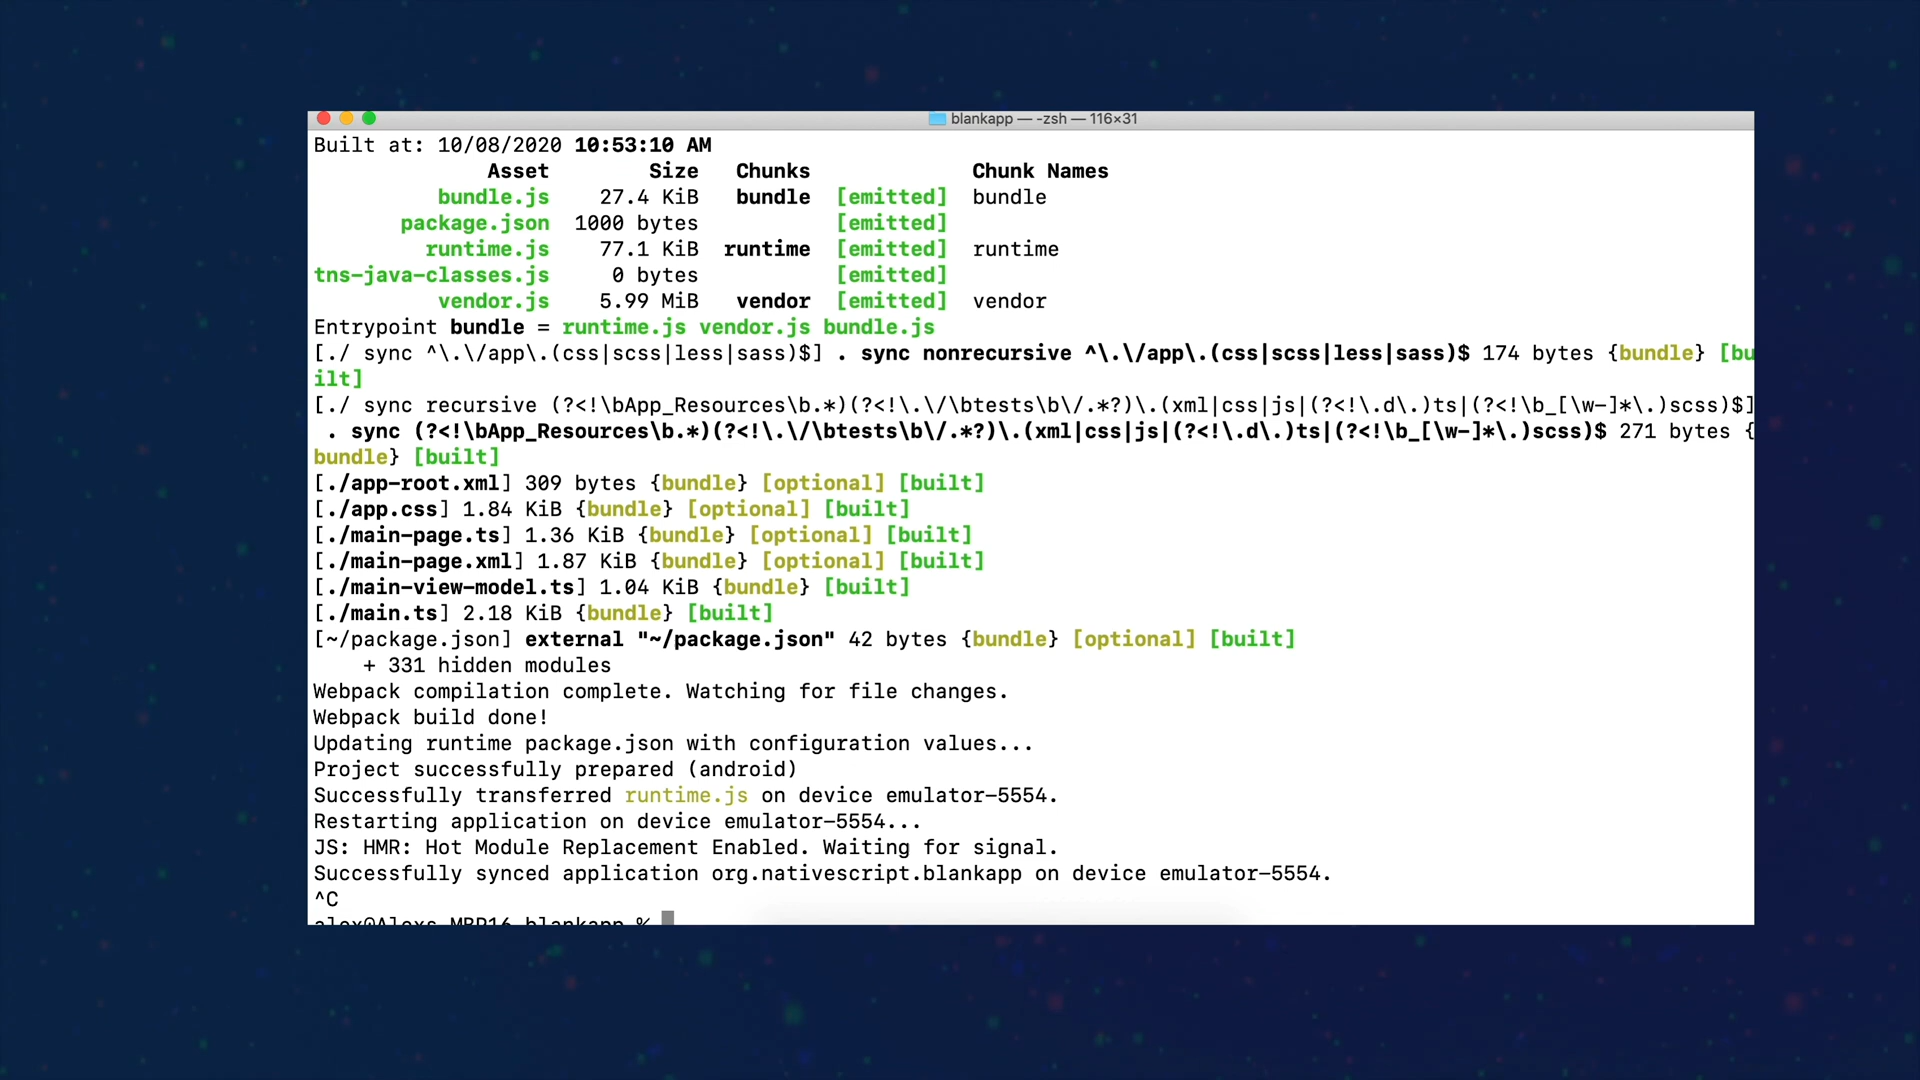 blankapp — -zsh — 116×31
Built at: 10/08/2020 10:53:10 AM
Asset Size Chunks Chunk Names
bundle.js 27.4 KiB bundle [emitted] bundle
package.json 1000 bytes [emitted]
runtime.js 77.1 KiB runtime [emitted] runtime
tns-java-classes.js 0 bytes [emitted]
vendor.js 5.99 MiB vendor [emitted] vendor
Entrypoint bundle = runtime.js vendor.js bundle.js
[./ sync ^\.\/app\.(css|scss|less|sass)$] . sync nonrecursive ^\.\/app\.(css|scss|less|sass)$ 174 bytes {bundle} [bu
ilt]
[./ sync recursive (?<!\bApp_Resources\b.*)(?<!\.\/\btests\b\/.*?)\.(xml|css|js|(?<!\.d\.)ts|(?<!\b_[\w-]*\.)scss)$]
. sync (?<!\bApp_Resources\b.*)(?<!\.\/\btests\b\/.*?)\.(xml|css|js|(?<!\.d\.)ts|(?<!\b_[\w-]*\.)scss)$ 271 bytes {
bundle} [built]
[./app-root.xml] 309 bytes {bundle} [optional] [built]
[./app.css] 1.84 KiB {bundle} [optional] [built]
[./main-page.ts] 1.36 KiB {bundle} [optional] [built]
[./main-page.xml] 1.87 KiB {bundle} [optional] [built]
[./main-view-model.ts] 1.04 KiB {bundle} [built]
[./main.ts] 2.18 KiB {bundle} [built]
[~/package.json] external "~/package.json" 42 bytes {bundle} [optional] [built]
+ 331 hidden modules
Webpack compilation complete. Watching for file changes.
Webpack build done!
Updating runtime package.json with configuration values...
Project successfully prepared (android)
Successfully transferred runtime.js on device emulator-5554.
Restarting application on device emulator-5554...
JS: HMR: Hot Module Replacement Enabled. Waiting for signal.
Successfully synced application org.nativescript.blankapp on device emulator-5554.
^C
alex@Alexs-MBP16 blankapp %